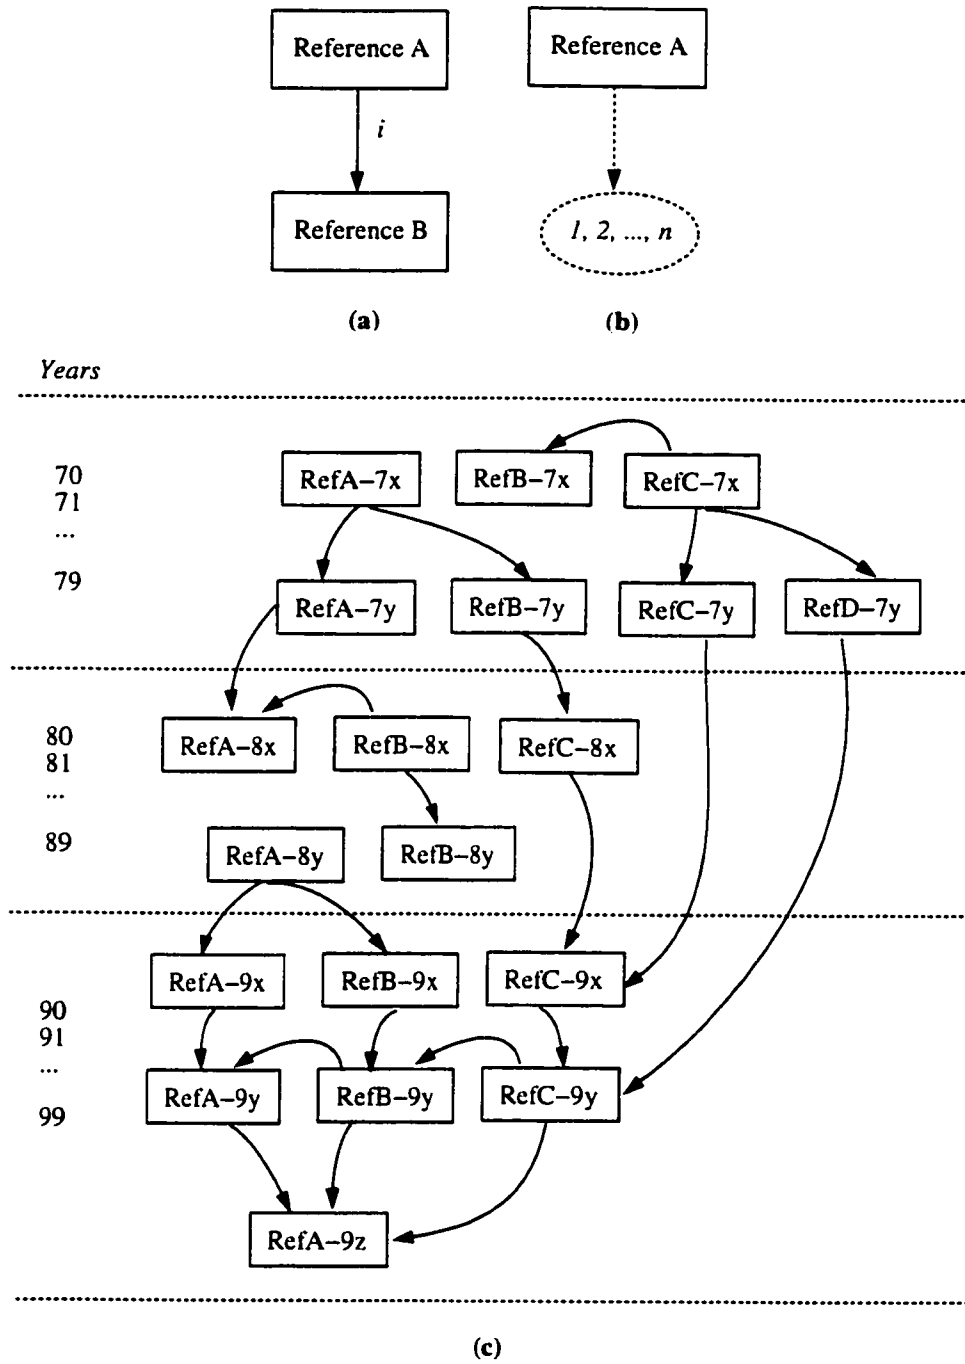 Reference A
Reference A
i
Reference B
1, 2, ..., n
(a)
(b)
Years
70
71
...
79
RefA–7x
RefB–7x
RefC–7x
RefA–7y
RefB–7y
RefC–7y
RefD–7y
80
81
...
89
RefA–8x
RefB–8x
RefC–8x
RefA–8y
RefB–8y
90
91
...
99
RefA–9x
RefB–9x
RefC–9x
RefA–9y
RefB–9y
RefC–9y
RefA–9z
(c)